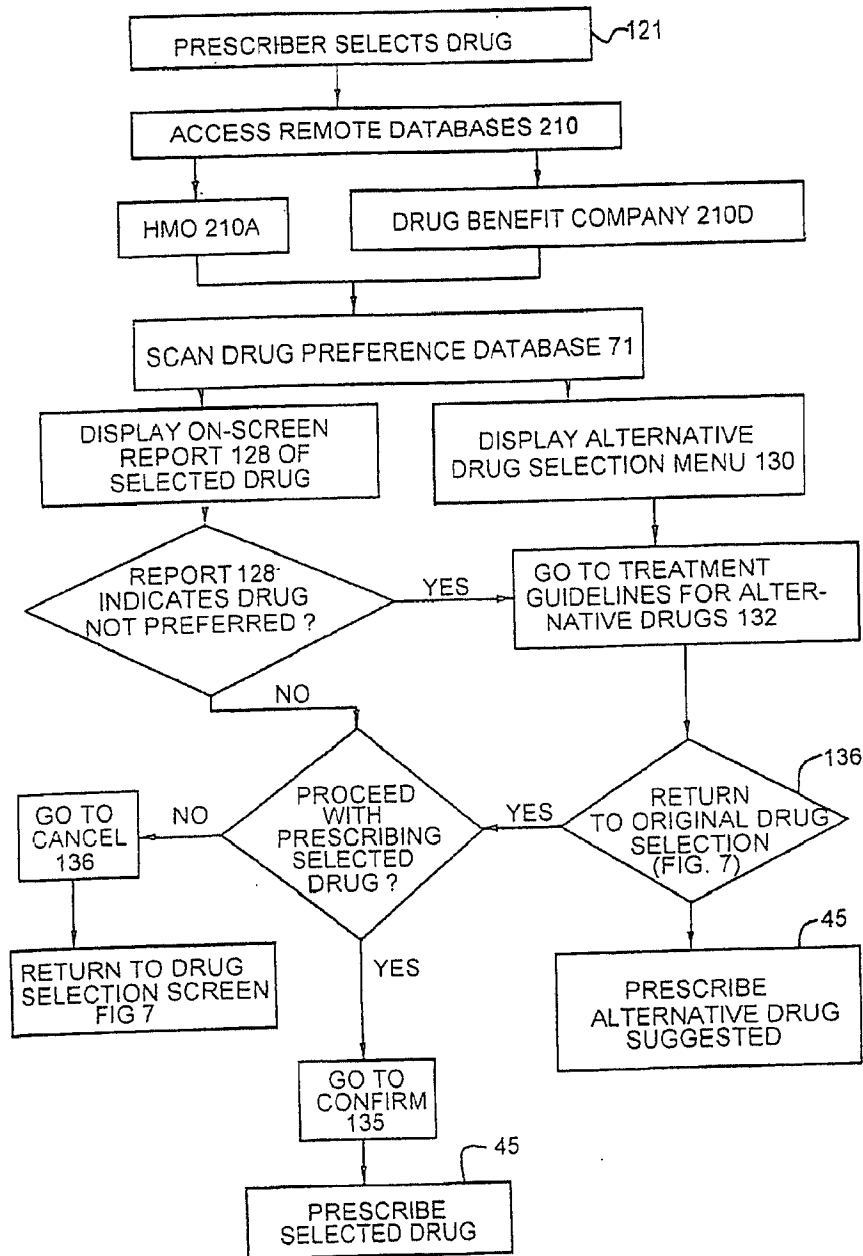 PRESCRIBER SELECTS DRUG
121
ACCESS REMOTE DATABASES 210
HMO 210A
DRUG BENEFIT COMPANY 210D
SCAN DRUG PREFERENCE DATABASE 71
DISPLAY ON-SCREEN
REPORT 128 OF
SELECTED DRUG
DISPLAY ALTERNATIVE
DRUG SELECTION MENU 130
REPORT 128
INDICATES DRUG
NOT PREFERRED ?
YES
GO TO TREATMENT
GUIDELINES FOR ALTER-
NATIVE DRUGS 132
NO
136
GO TO
CANCEL
136
NO
PROCEED
WITH
PRESCRIBING
SELECTED
DRUG ?
YES
RETURN
TO ORIGINAL DRUG
SELECTION
(FIG. 7)
RETURN TO DRUG
SELECTION SCREEN
FIG 7
YES
45
PRESCRIBE
ALTERNATIVE DRUG
SUGGESTED
GO TO
CONFIRM
135
45
PRESCRIBE
SELECTED DRUG